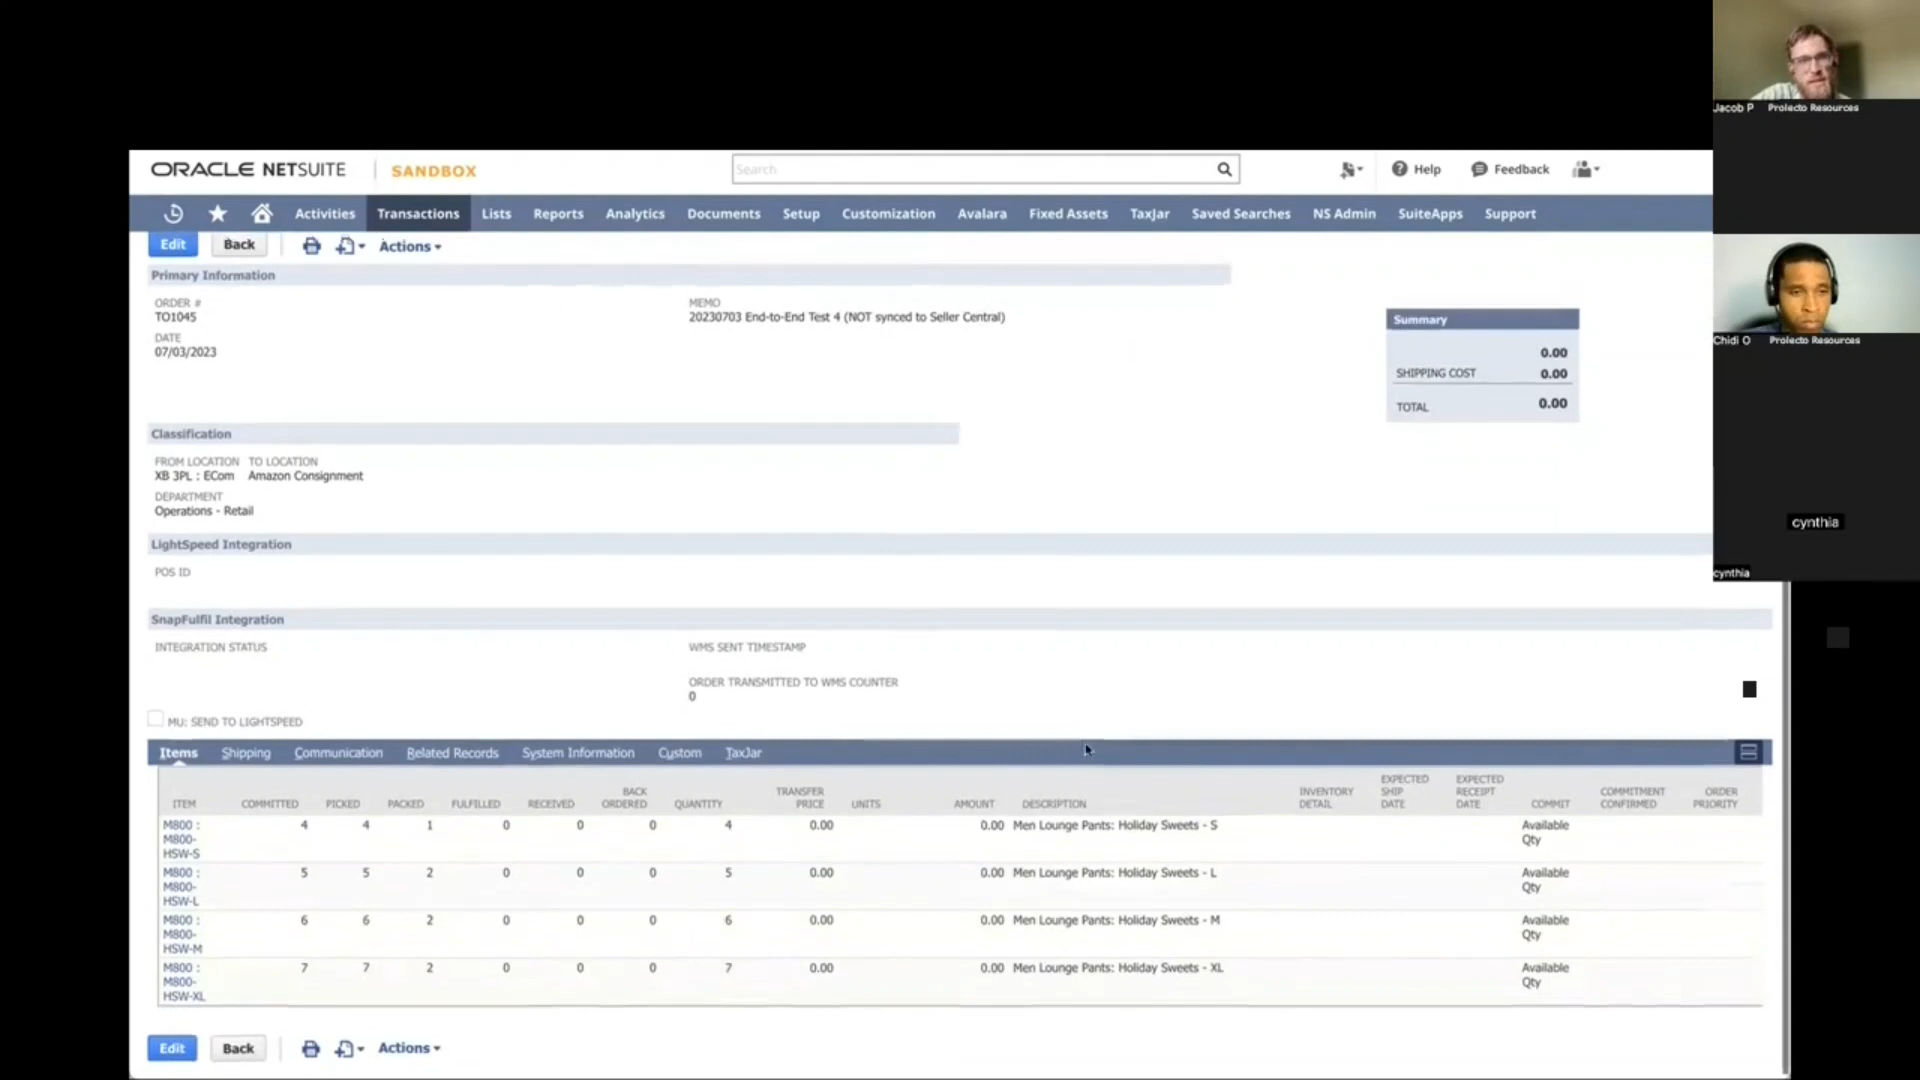 Jacob P Prolecto Resources
ORACLE NETSUITE SANDBOX Search Help Feedback
Activities Transactions Lists Reports Analytics Documents Setup Customization Avalara Fixed Assets TaxJar Saved Searches NS Admin SuiteApps Support
Edit Back Actions
Primary Information
ORDER # MEMO
TO1045 20230703 End-to-End Test 4 (NOT synced to Seller Central)
Summary
DATE
Chidi O Prolecto Resources
07/03/2023 0.00
SHIPPING COST 0.00
TOTAL 0.00
Classification
FROM LOCATION TO LOCATION
XB 3PL : ECom Amazon Consignment
DEPARTMENT
Operations - Retail
cynthia
LightSpeed Integration
POS ID
cynthia
SnapFulfil Integration
INTEGRATION STATUS WMS SENT TIMESTAMP
ORDER TRANSMITTED TO WMS COUNTER
0
MU: SEND TO LIGHTSPEED
Items Shipping Communication Related Records System Information Custom TaxJar
ITEM COMMITTED PICKED PACKED FULFILLED RECEIVED BACK ORDERED QUANTITY TRANSFER PRICE UNITS AMOUNT DESCRIPTION INVENTORY DETAIL EXPECTED SHIP DATE EXPECTED RECEIPT DATE COMMIT COMMITMENT CONFIRMED ORDER PRIORITY
M800 : 4 4 1 0 0 0 4 0.00 0.00 Men Lounge Pants: Holiday Sweets - S Available
M800- Qty
HSW-S
M800 : 5 5 2 0 0 0 5 0.00 0.00 Men Lounge Pants: Holiday Sweets - L Available
M800- Qty
HSW-L
M800 : 6 6 2 0 0 0 6 0.00 0.00 Men Lounge Pants: Holiday Sweets - M Available
M800- Qty
HSW-M
M800 : 7 7 2 0 0 0 7 0.00 0.00 Men Lounge Pants: Holiday Sweets - XL Available
M800- Qty
HSW-XL
Edit Back Actions